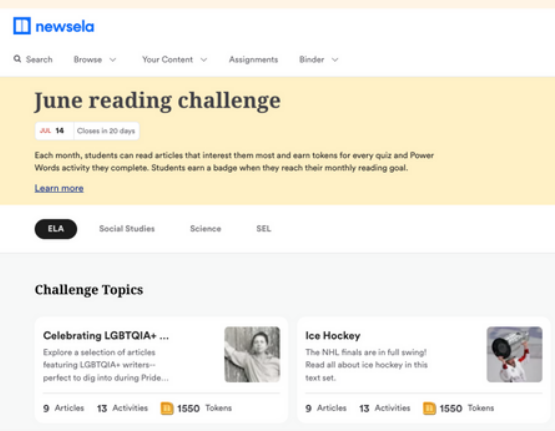 newsela
Search Browse Your Content Assignments Binder
June reading challenge
JUL 14 Closes in 20 days
Each month, students can read articles that interest them most and earn tokens for every quiz and Power
Words activity they complete. Students earn a badge when they reach their monthly reading goal.
Learn more
ELA Social Studies Science SEL
Challenge Topics
Celebrating LGBTQIA+ ...
Explore a selection of articles
featuring LGBTQIA+ writers--
perfect to dig into during Pride...
9 Articles 13 Activities 1550 Tokens
Ice Hockey
The NHL finals are in full swing!
Read all about ice hockey in this
text set.
9 Articles 13 Activities 1550 Tokens